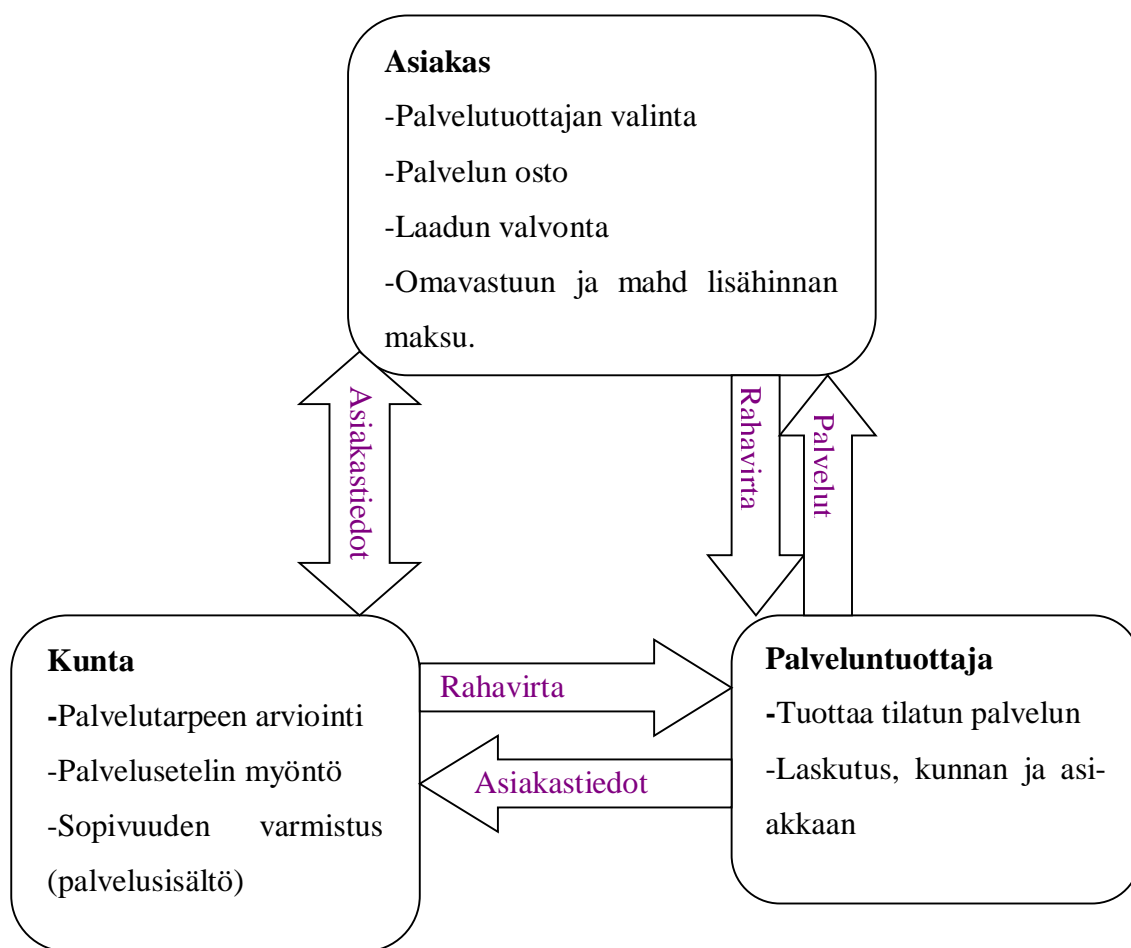 Asiakas
-Palvelutuottajan valinta
-Palvelun osto
-Laadun valvonta
-Omavastuun ja mahd lisähinnan
maksu.
Asiakastiedot
Rahavirta
Palvelut
Kunta
-Palvelutarpeen arviointi
-Palvelusetelin myöntö
-Sopivuuden varmistus
(palvelusisältö)
Rahavirta
Asiakastiedot
Palveluntuottaja
-Tuottaa tilatun palvelun
-Laskutus, kunnan ja asi-
akkaan